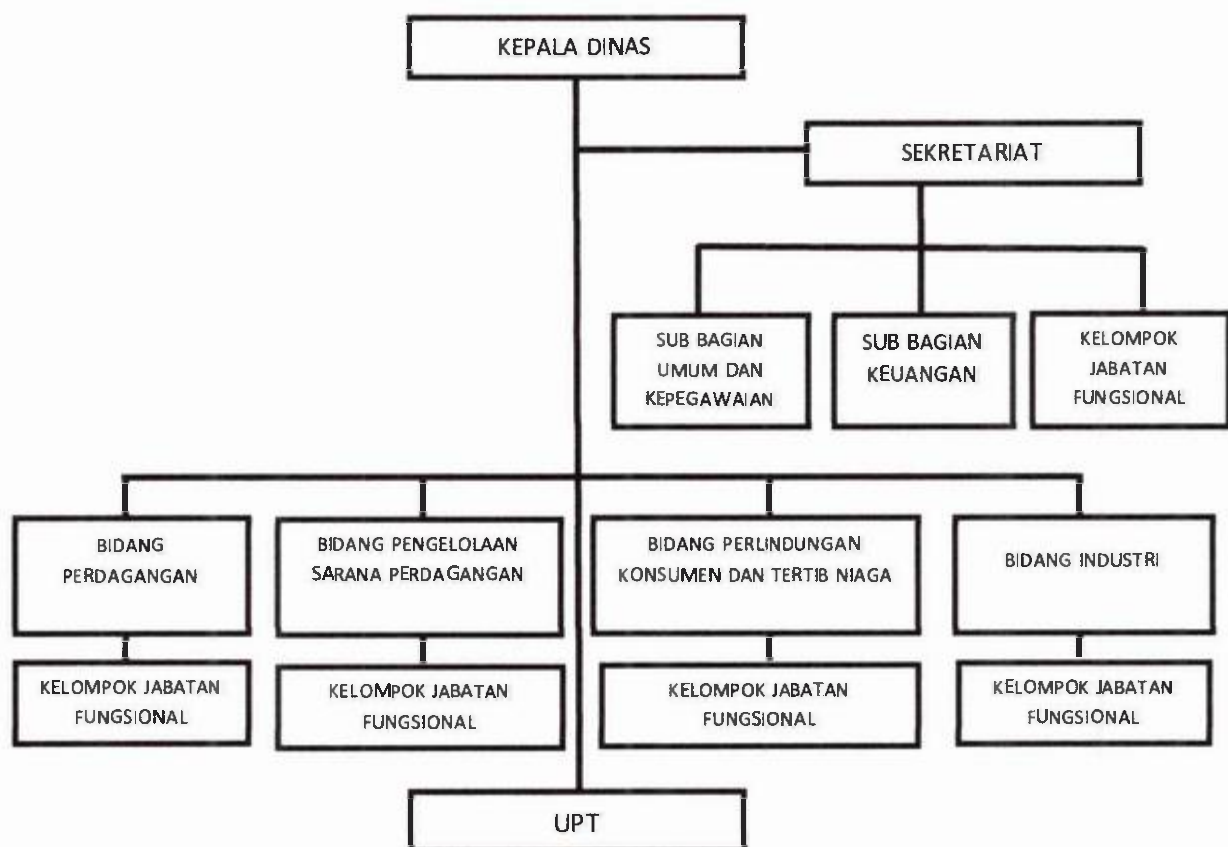 KEPALA DINAS
SEKRETARIAT
SUB BAGIAN
UMUM DAN
KEPEGAWAIAN
SUB BAGIAN
KEUANGAN
KELOMPOK
JABATAN
FUNGSIONAL
BIDANG
PERDAGANGAN
BIDANG PENGELOLAAN
SARANA PERDAGANGAN
BIDANG PERLINDUNGAN
KONSUMEN DAN TERTIB NIAGA
BIDANG INDUSTRI
KELOMPOK JABATAN
FUNGSIONAL
KELOMPOK JABATAN
FUNGSIONAL
KELOMPOK JABATAN
FUNGSIONAL
KELOMPOK JABATAN
FUNGSIONAL
UPT